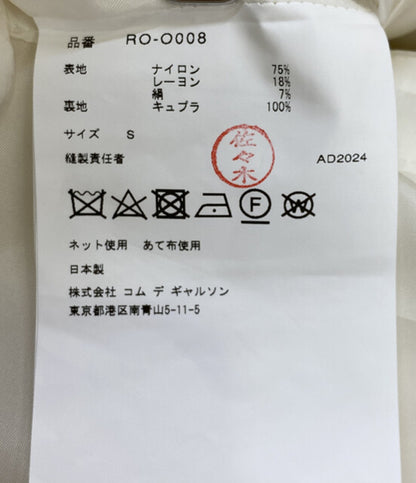 品番 RO-O008
表地 ナイロン 75%
レーヨン 18%
絹 7%
裏地 キュプラ 100%
サイズ S
縫製責任者 佐々木 AD2024
F W
ネット使用 あて布使用
日本製
株式会社 コム デ ギャルソン
東京都港区南青山5-11-5